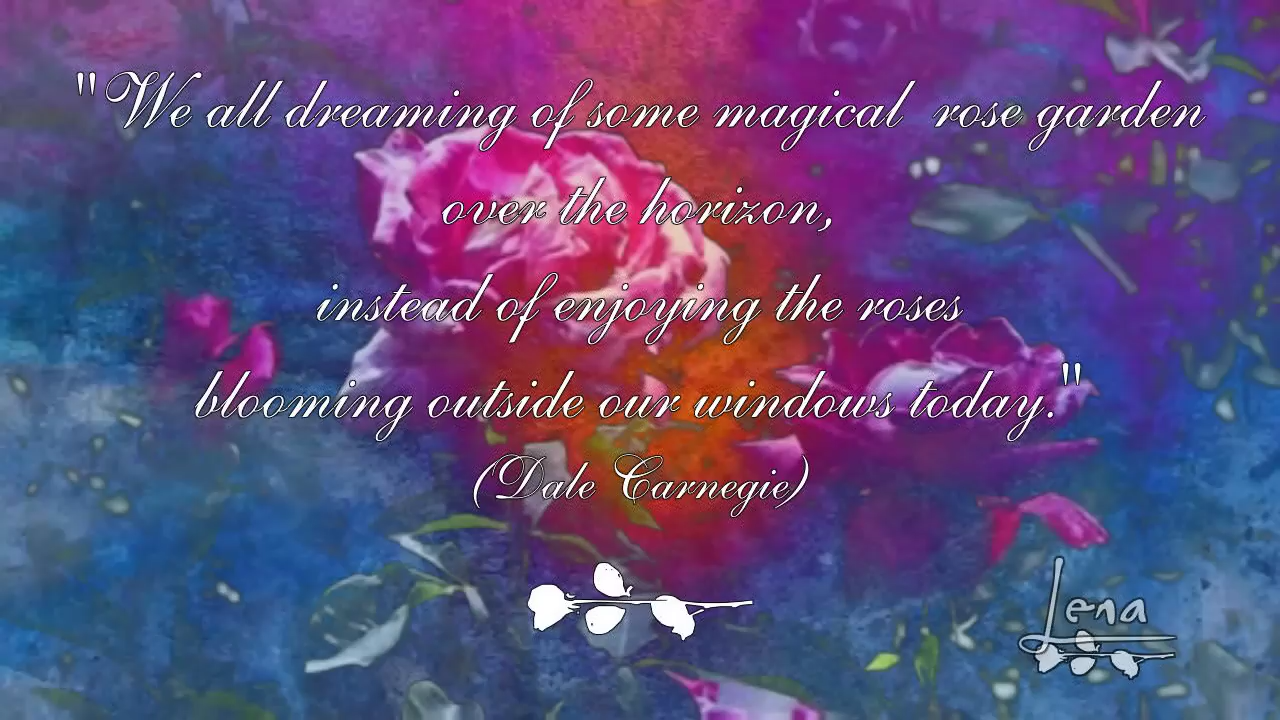 "We all dreaming of some magical rose garden
over the horizon,
instead of enjoying the roses
blooming outside our windows today."
(Dale Carnegie)
Lena